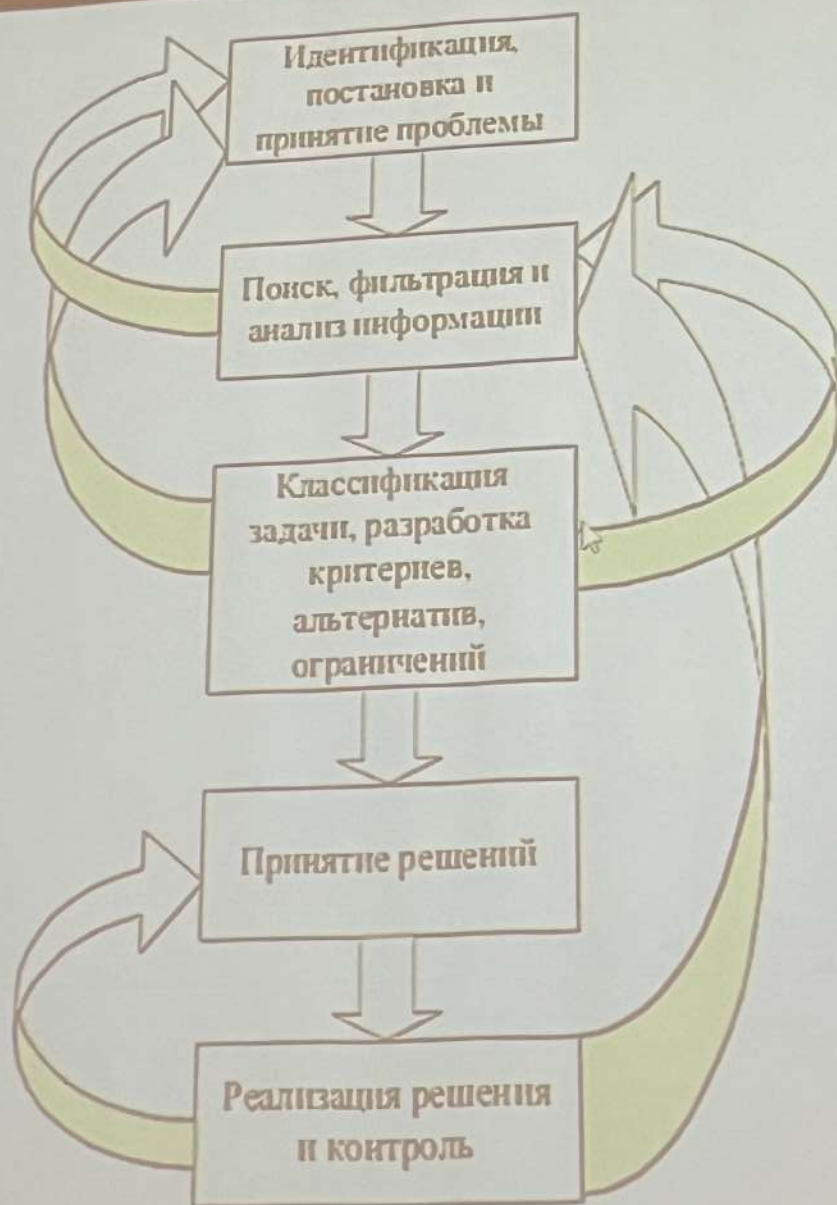 Идентификация,
постановка и
принятие проблемы
Поиск, фильтрация и
анализ информации
Классификация
задачи, разработка
критериев,
альтернатив,
ограничений
Принятие решений
Реализация решения
и контроль